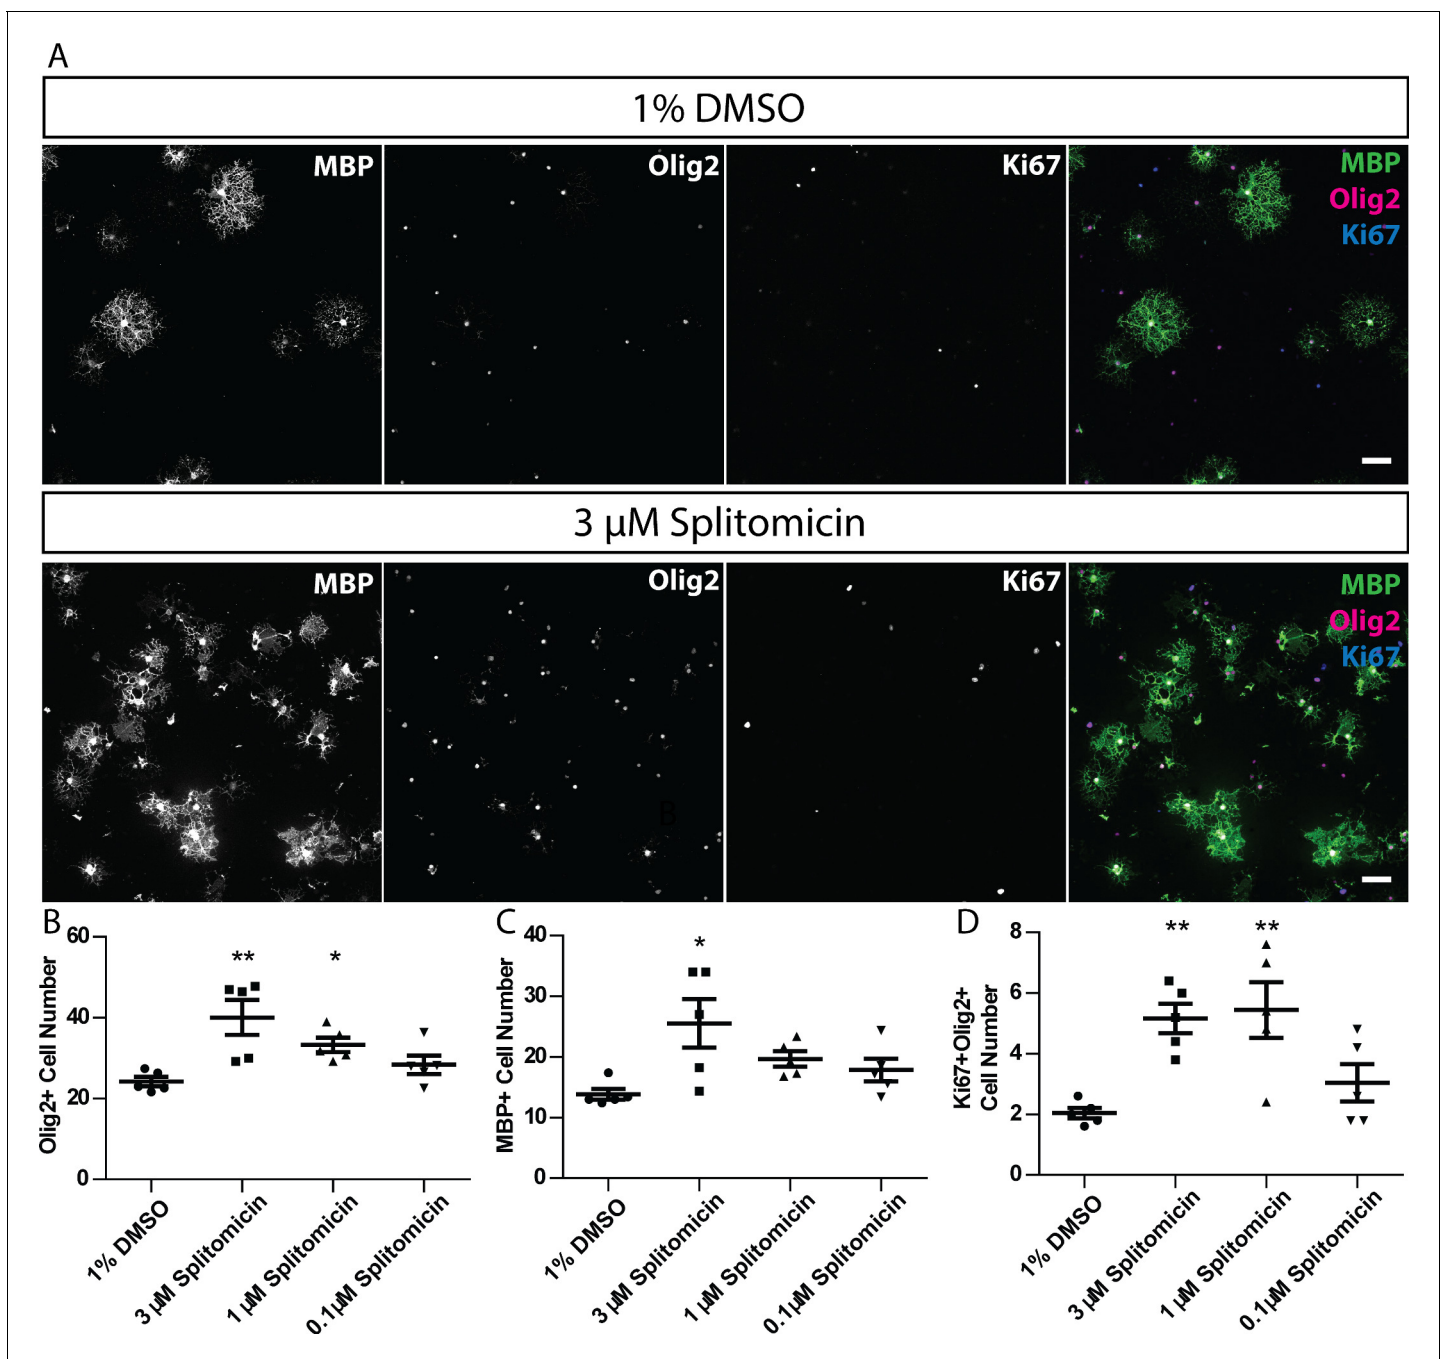 A
1% DMSO
MBP
Olig2
Ki67
MBP
Olig2
Ki67
3 µM Splitomicin
MBP
Olig2
Ki67
MBP
Olig2
Ki67
B
B
60
40
20
0
Olig2+ Cell Number
**
*
1% DMSO
3 µM Splitomicin
1 µM Splitomicin
0.1µM Splitomicin
C
40
30
20
10
0
MBP+ Cell Number
*
1% DMSO
3 µM Splitomicin
1 µM Splitomicin
0.1µM Splitomicin
D
8
6
4
2
0
Ki67+Olig2+
Cell Number
**
**
1% DMSO
3 µM Splitomicin
1 µM Splitomicin
0.1µM Splitomicin